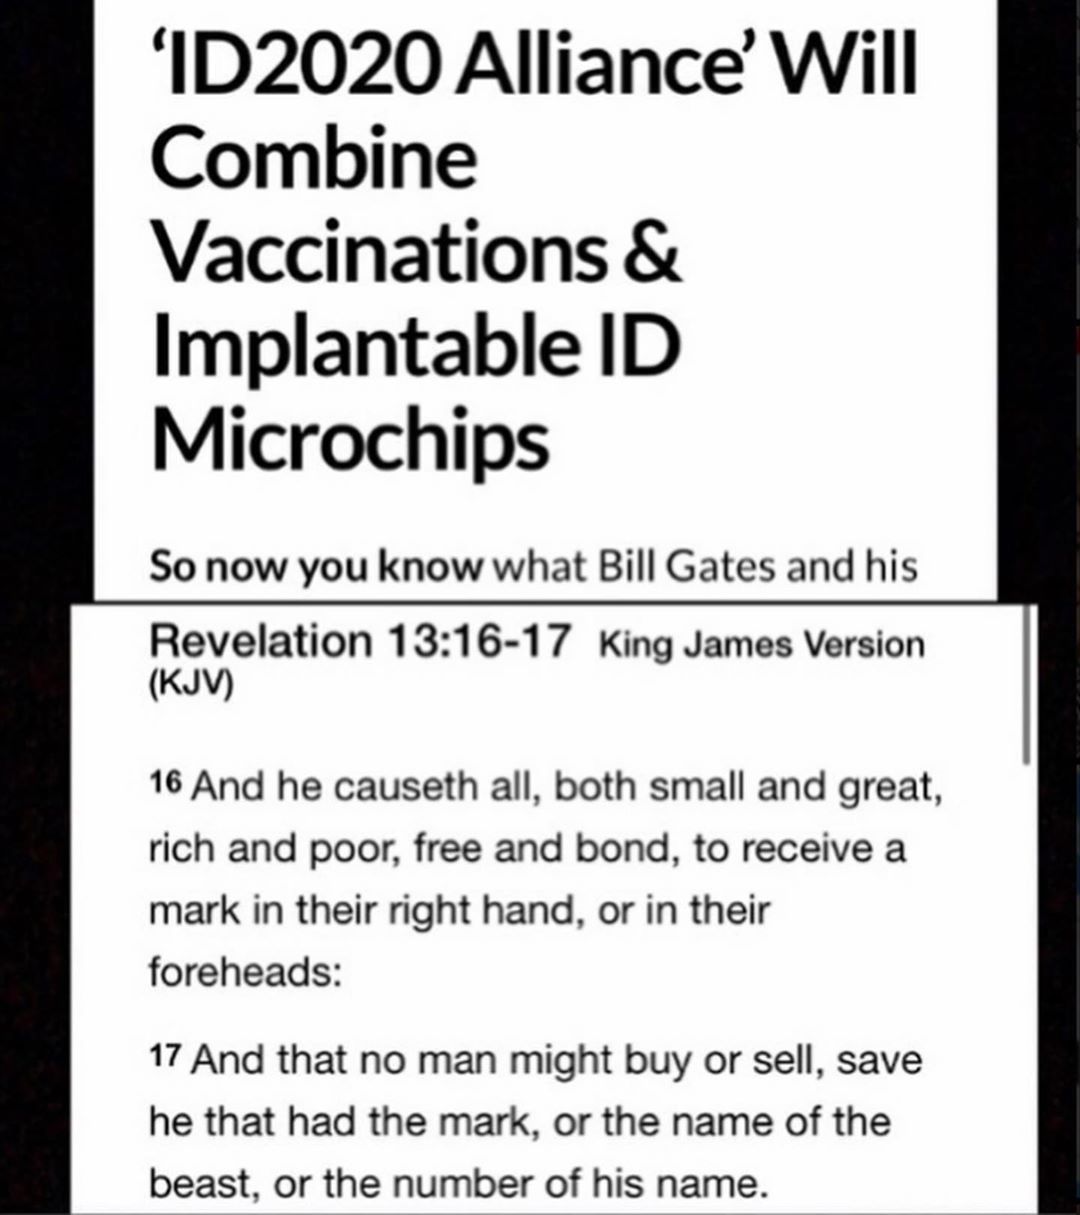 ‘ID2020 Alliance’ Will
Combine
Vaccinations &
Implantable ID
Microchips
So now you know what Bill Gates and his
Revelation 13:16-17 King James Version
(KJV)
16 And he causeth all, both small and great,
rich and poor, free and bond, to receive a
mark in their right hand, or in their
foreheads:
17 And that no man might buy or sell, save
he that had the mark, or the name of the
beast, or the number of his name.